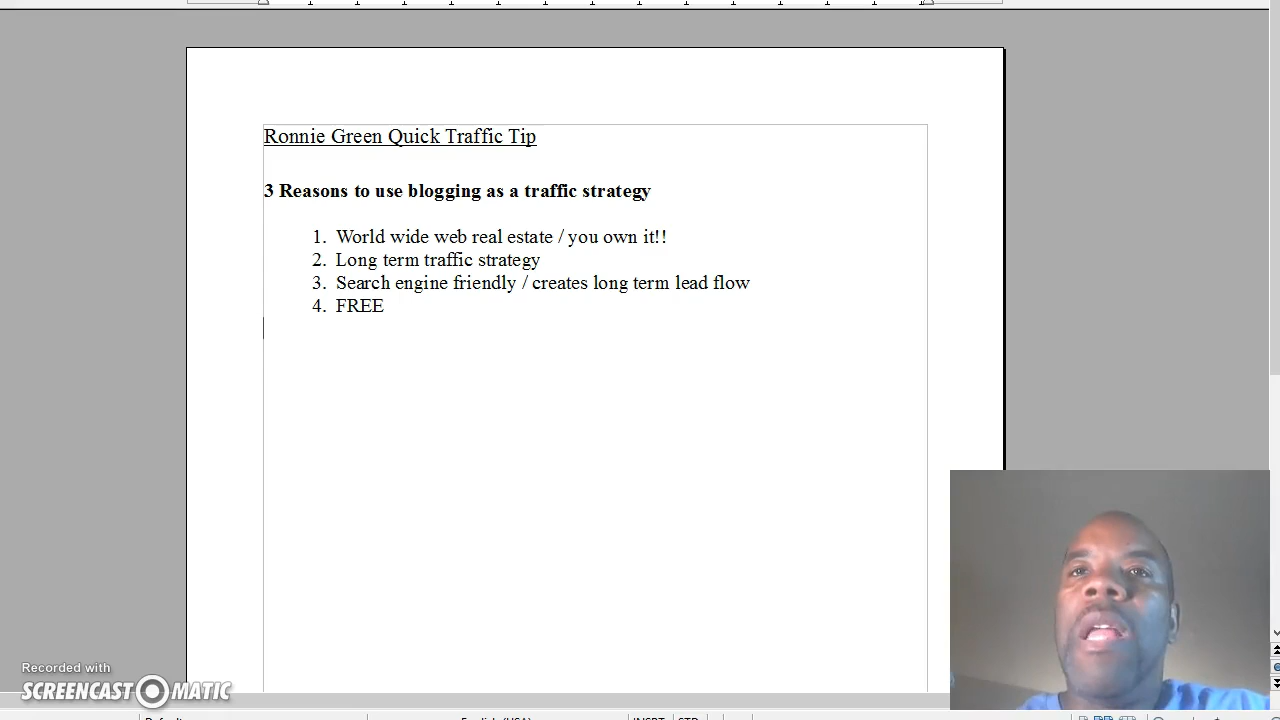 Ronnie Green Quick Traffic Tip
3 Reasons to use blogging as a traffic strategy
1. World wide web real estate / you own it!!
2. Long term traffic strategy
3. Search engine friendly / creates long term lead flow
4. FREE
Recorded with
SCREENCAST MATIC